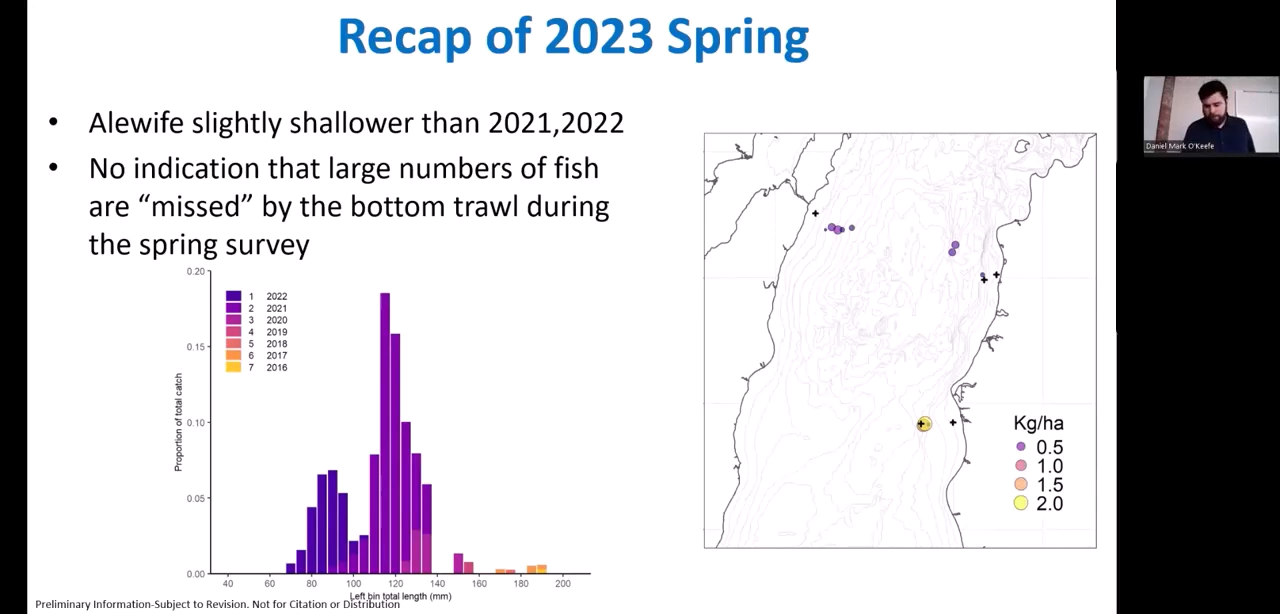 Recap of 2023 Spring
• Alewife slightly shallower than 2021,2022
• No indication that large numbers of fish
are “missed” by the bottom trawl during
the spring survey
0.20
0.15
0.10
0.05
0.00
Proportion of total catch
1 2022
2 2021
3 2020
4 2019
5 2018
6 2017
7 2016
40 60 80 100 120 140 160 180 200
Left bin total length (mm)
Kg/ha
0.5
1.0
1.5
2.0
Preliminary Information-Subject to Revision. Not for Citation or Distribution
Daniel Mark O'Keefe